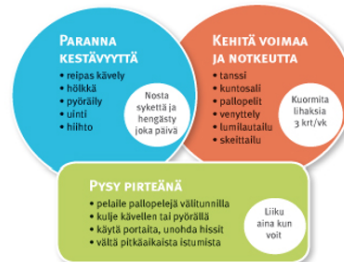 PARANNA
KESTÄVYYTTÄ
• reipas kävely
• hölkkä
• pyöräily
• uinti
• hiihto
Nosta
sykettä ja
hengästy
joka päivä
KEHITÄ VOIMAA
JA NOTKEUTTA
• tanssi
• kuntosali
• pallopelit
• venyttely
• lumilautailu
• skeittailu
Kuormita
lihaksia
3 krt/vk
PYSY PIRTEÄNÄ
• pelaile pallopelejä välitunnilla
• kulje kävellen tai pyörällä
• käytä portaita, unohda hissit
• vältä pitkäaikaista istumista
Liiku
aina kun
voit